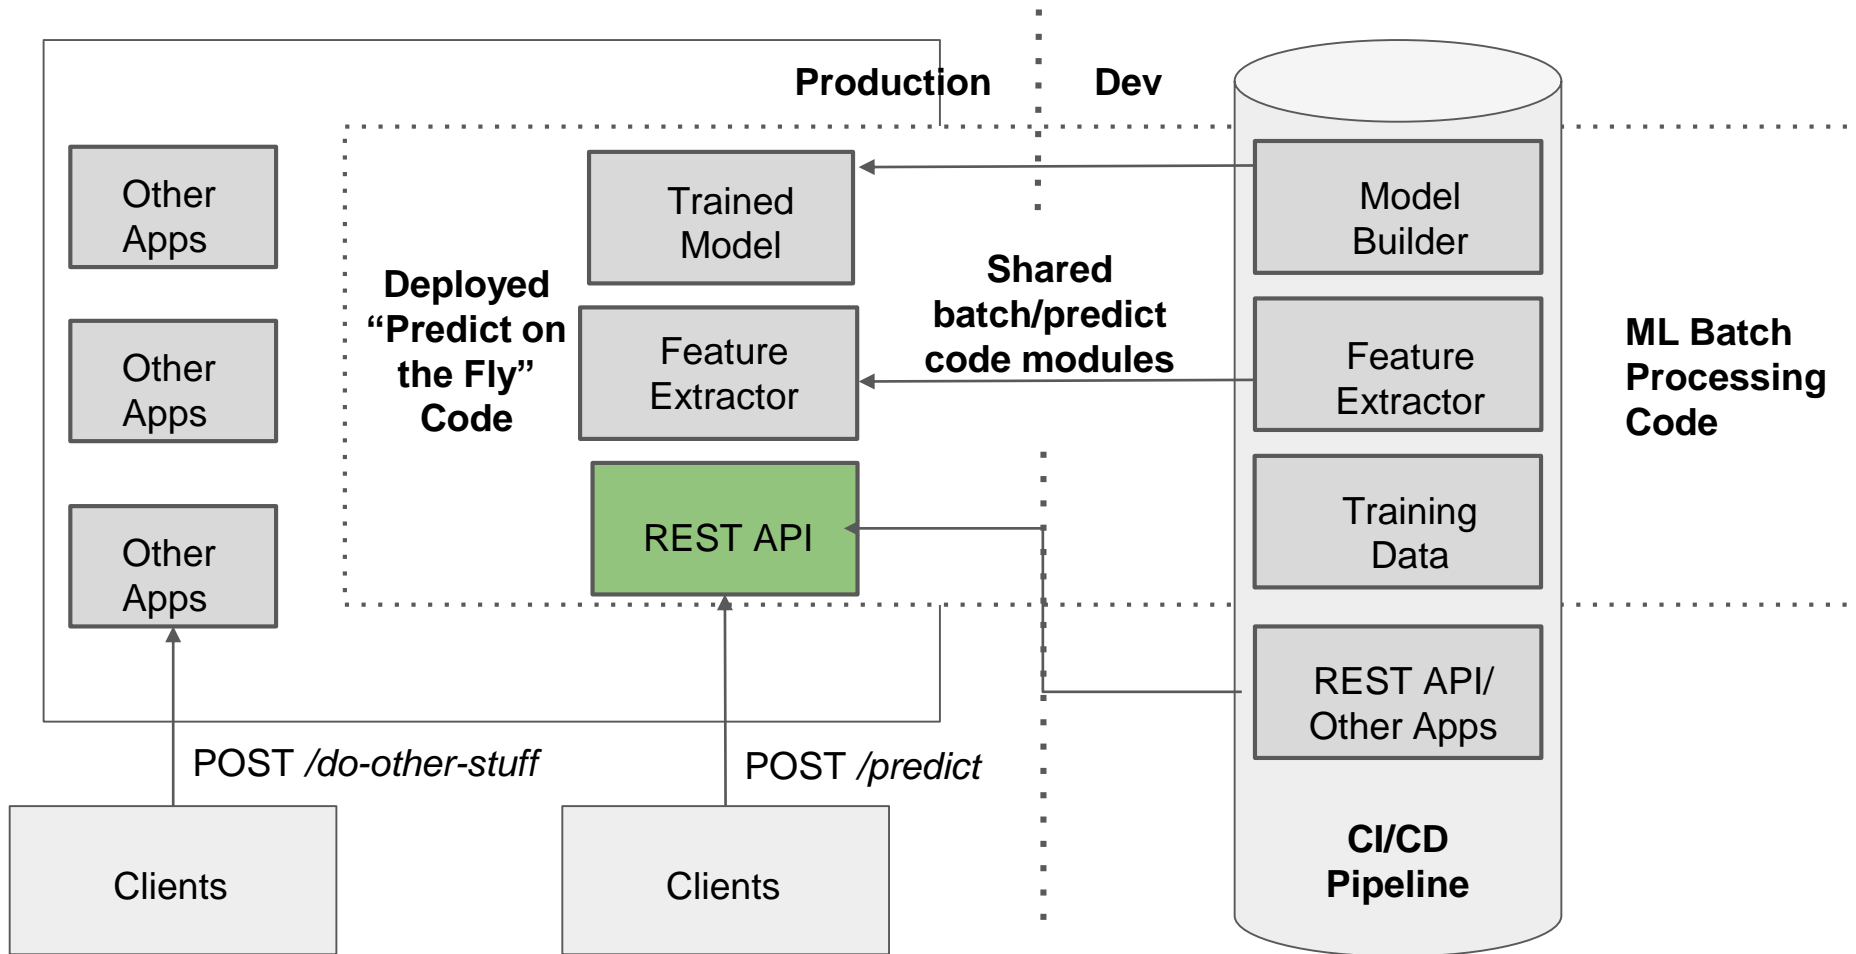 Production
Dev
Other
Apps
Other
Apps
Other
Apps
Deployed
“Predict on
the Fly”
Code
Trained
Model
Feature
Extractor
REST API
Shared
batch/predict
code modules
Model
Builder
Feature
Extractor
Training
Data
REST API/
Other Apps
CI/CD
Pipeline
ML Batch
Processing
Code
POST /do-other-stuff
POST /predict
Clients
Clients